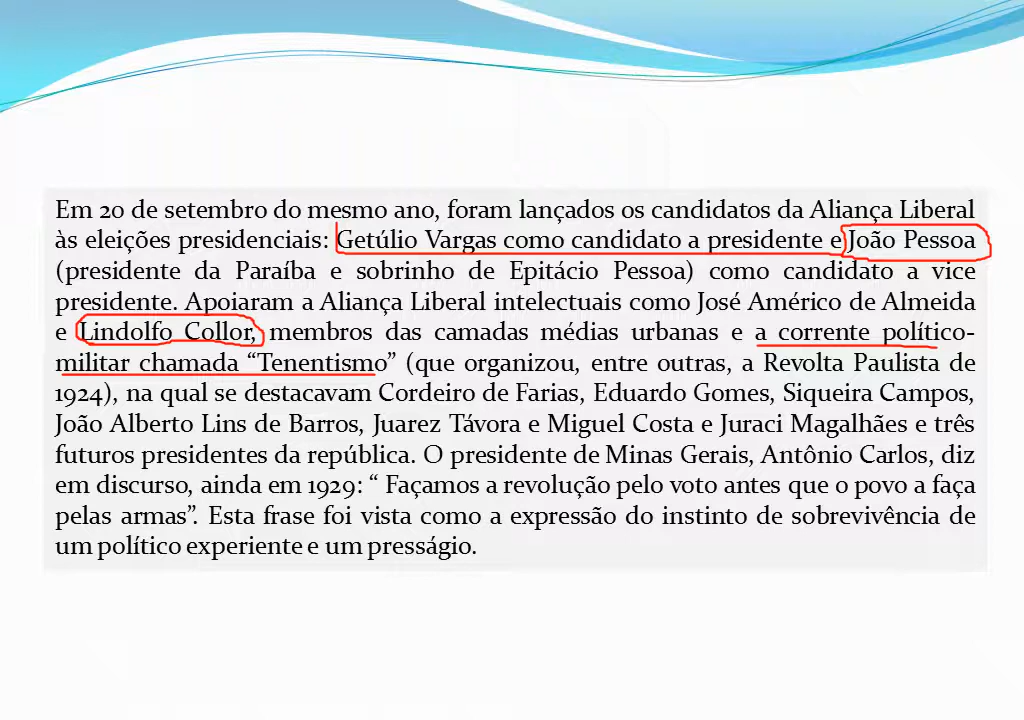 Em 20 de setembro do mesmo ano, foram lançados os candidatos da Aliança Liberal
às eleições presidenciais: Getúlio Vargas como candidato a presidente e João Pessoa
(presidente da Paraíba e sobrinho de Epitácio Pessoa) como candidato a vice
presidente. Apoiaram a Aliança Liberal intelectuais como José Américo de Almeida
e Lindolfo Collor, membros das camadas médias urbanas e a corrente político-
militar chamada “Tenentismo” (que organizou, entre outras, a Revolta Paulista de
1924), na qual se destacavam Cordeiro de Farias, Eduardo Gomes, Siqueira Campos,
João Alberto Lins de Barros, Juarez Távora e Miguel Costa e Juraci Magalhães e três
futuros presidentes da república. O presidente de Minas Gerais, Antônio Carlos, diz
em discurso, ainda em 1929: “ Façamos a revolução pelo voto antes que o povo a faça
pelas armas”. Esta frase foi vista como a expressão do instinto de sobrevivência de
um político experiente e um presságio.